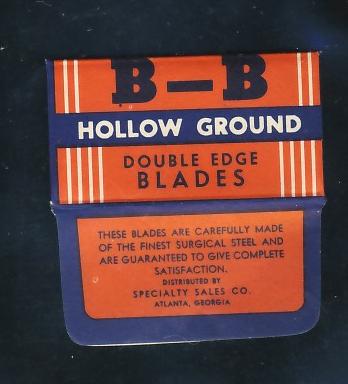 B-B
HOLLOW GROUND
DOUBLE EDGE
BLADES
THESE BLADES ARE CAREFULLY MADE
OF THE FINEST SURGICAL STEEL AND
ARE GUARANTEED TO GIVE COMPLETE
SATISFACTION.
DISTRIBUTED BY
SPECIALTY SALES CO.
ATLANTA, GEORGIA